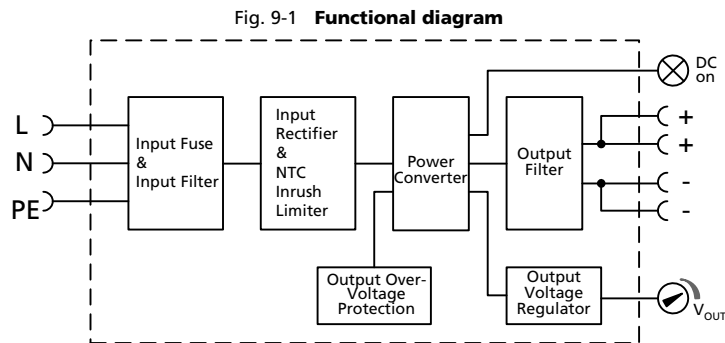 Fig. 9-1 Functional diagram
L
N
PE
Input Fuse
&
Input Filter
Input
Rectifier
&
NTC
Inrush
Limiter
Power
Converter
Output
Filter
DC
on
+
+
-
-
Output Over-
Voltage
Protection
Output
Voltage
Regulator
VOUT